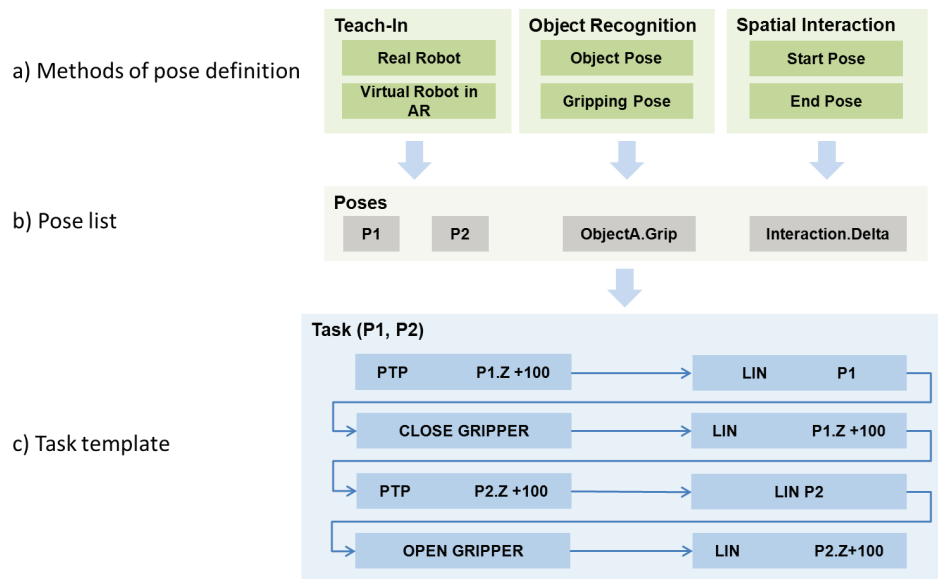 a) Methods of pose definition
Teach-In
Real Robot
Virtual Robot in
AR
Object Recognition
Object Pose
Gripping Pose
Spatial Interaction
Start Pose
End Pose
b) Pose list
Poses
P1
P2
ObjectA.Grip
Interaction.Delta
c) Task template
Task (P1, P2)
PTP P1.Z +100
LIN P1
CLOSE GRIPPER
LIN P1.Z +100
PTP P2.Z +100
LIN P2
OPEN GRIPPER
LIN P2.Z+100